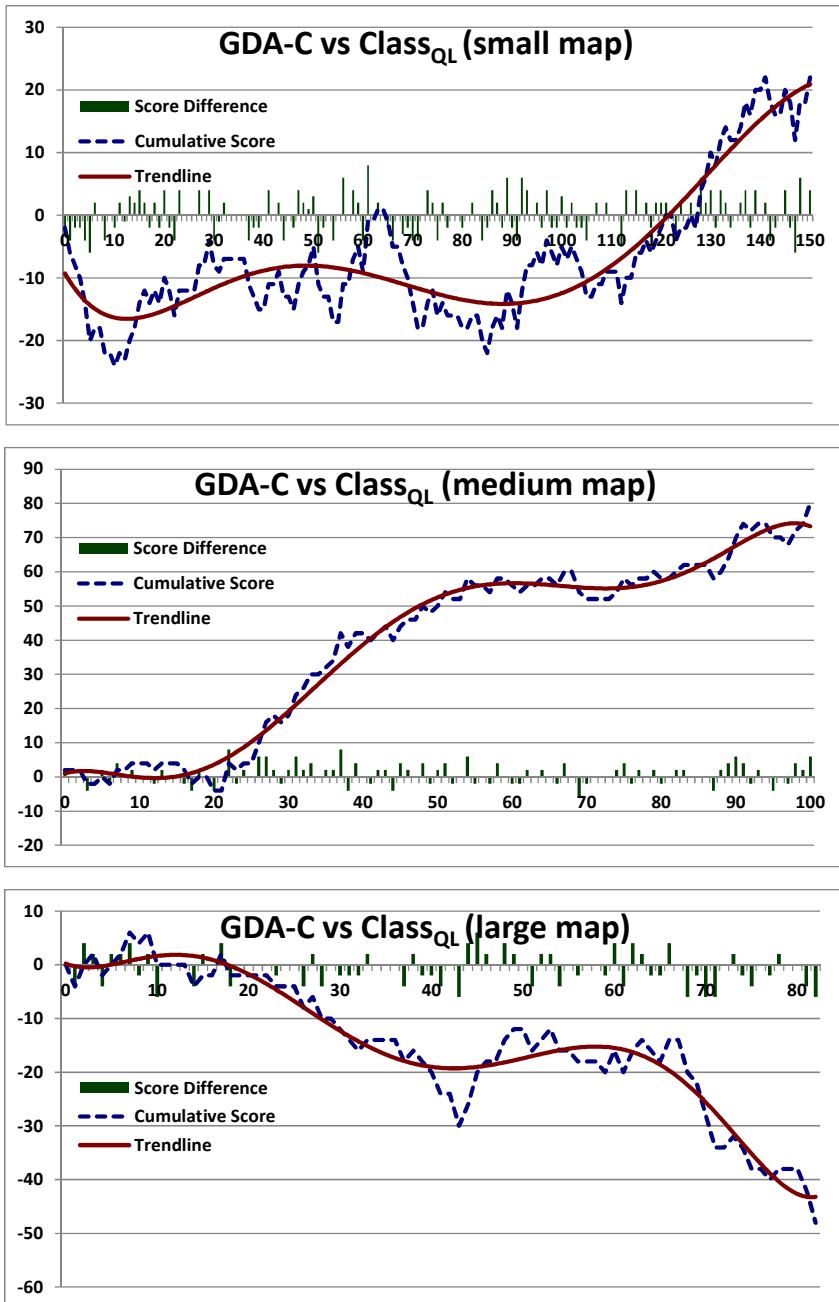 GDA-C vs ClassQL (small map)
30
20
10
0
-10
-20
-30
Score Difference
Cumulative Score
Trendline
0 10 20 30 40 50 60 70 80 90 100 110 120 130 140 150
GDA-C vs ClassQL (medium map)
90
80
70
60
50
40
30
20
10
0
-10
-20
Score Difference
Cumulative Score
Trendline
0 10 20 30 40 50 60 70 80 90 100
GDA-C vs ClassQL (large map)
10
0
-10
-20
-30
-40
-50
-60
0 10 20 30 40 50 60 70 80
Score Difference
Cumulative Score
Trendline